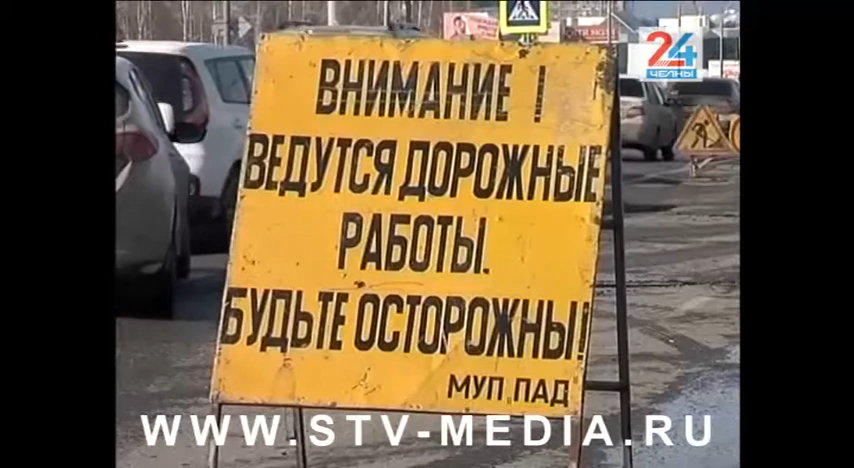 24
ЧЕЛНЫ
ВНИМАНИЕ !
ВЕДУТСЯ ДОРОЖНЫЕ
РАБОТЫ.
БУДЬТЕ ОСТОРОЖНЫ!
МУП „ПАД"
WWW.STV-MEDIA.RU